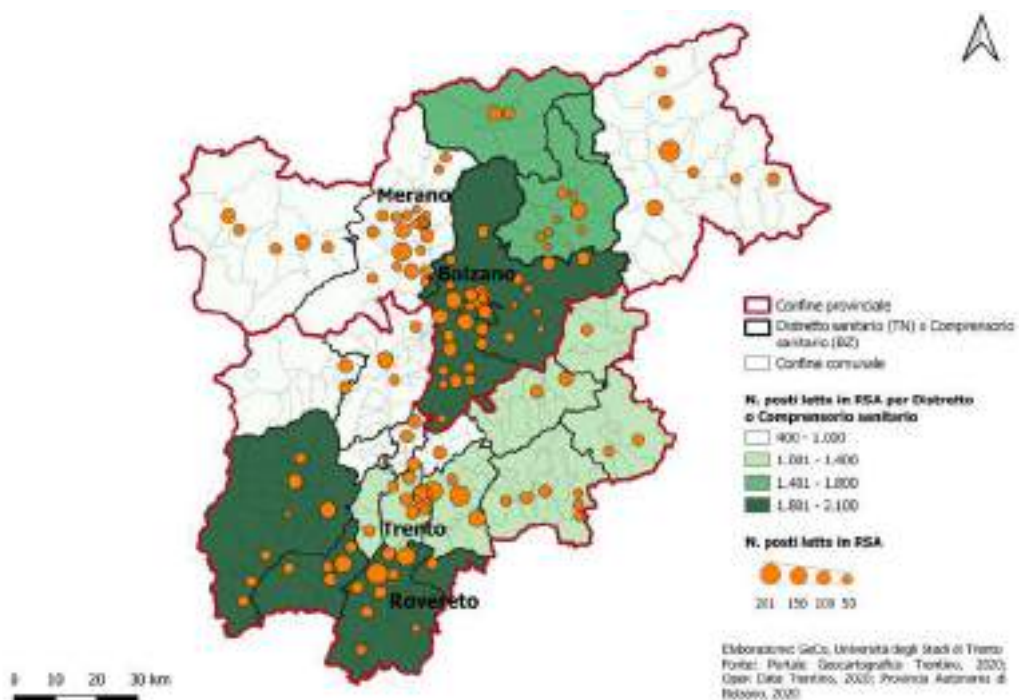 Merano
Bolzano
Trento
Rovereto
Confine provinciale
Distretto sanitario (TN) o Comprensorio
sanitario (BZ)
Confine comunale
N. posti letto in RSA per Distretto
o Comprensorio sanitario
400 - 1.000
1.001 - 1.400
1.401 - 1.800
1.801 - 2.100
N. posti letto in RSA
201 150 100 50
Elaborazione: GeCo, Università degli Studi di Trento
Fonte: Portale Geocartografico Trentino, 2020;
Open Data Trentino, 2020; Provincia Autonoma di
Bolzano, 2020
0 10 20 30 km